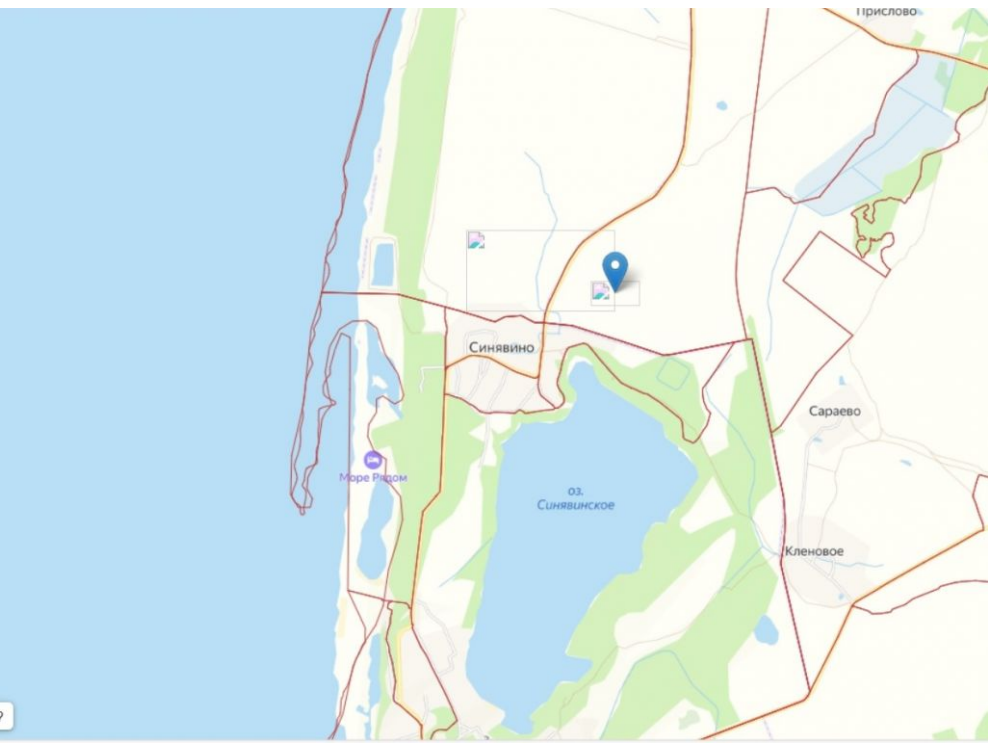 Прислово
Синявино
Сараево
Море Рядом
оз.
Синявинское
Кленовое
?